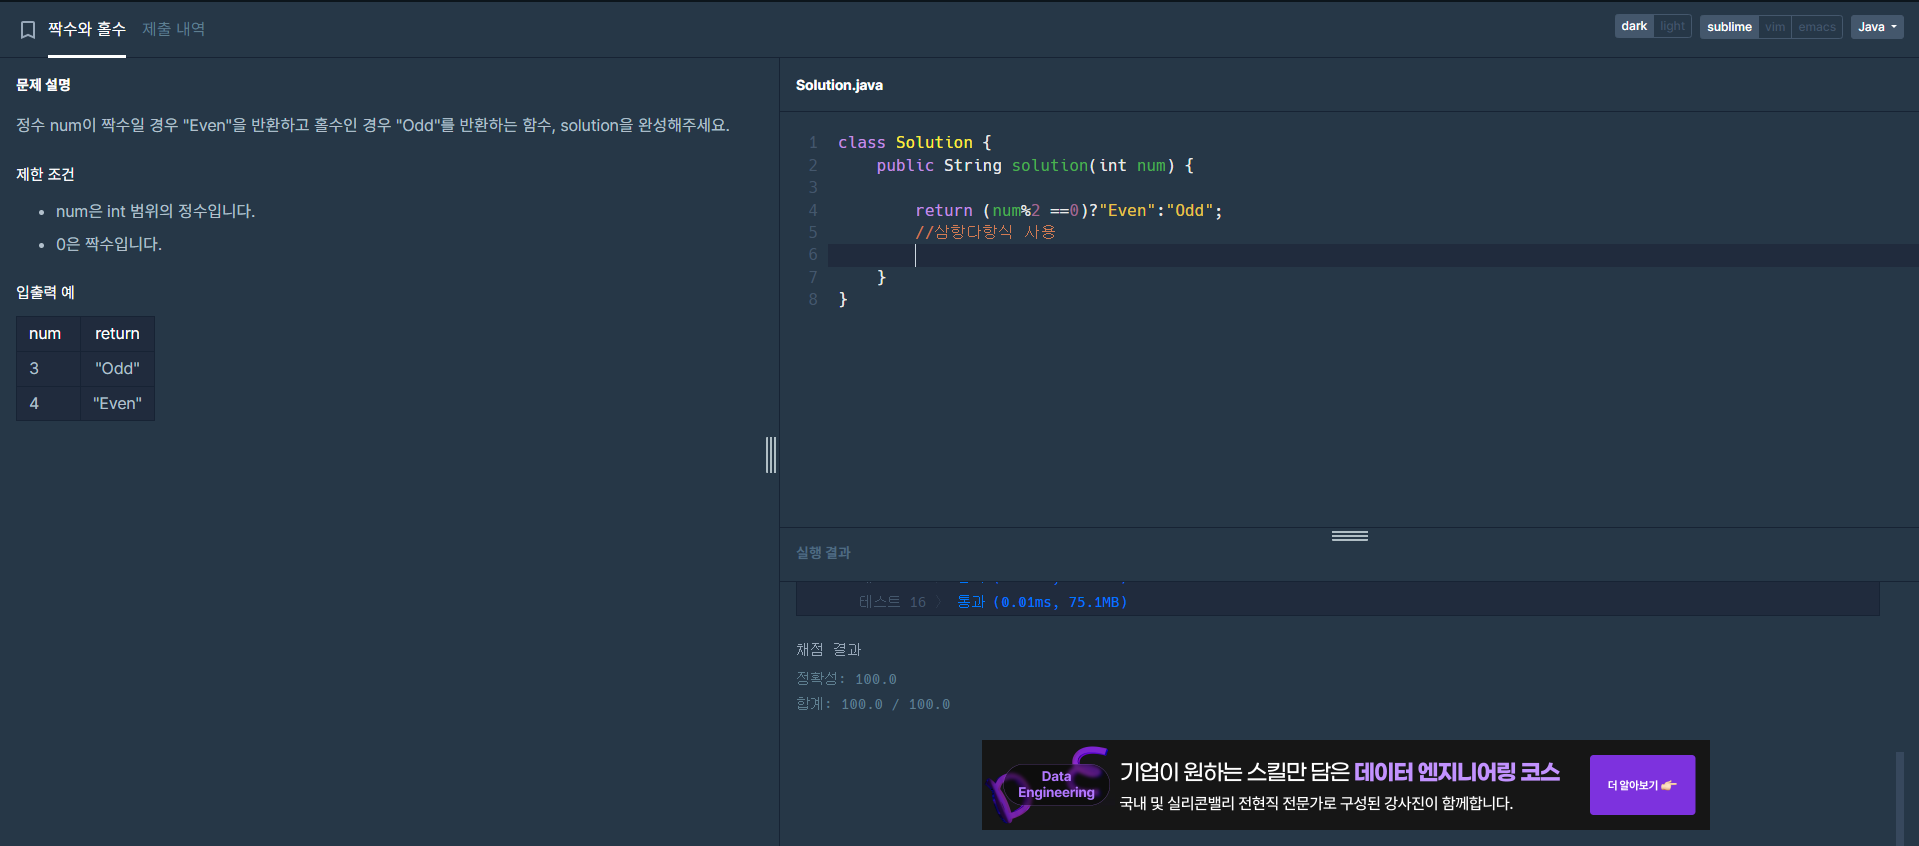 짝수와 홀수 제출 내역
dark light sublime vim emacs Java
문제 설명
정수 num이 짝수일 경우 "Even"을 반환하고 홀수인 경우 "Odd"를 반환하는 함수, solution을 완성해주세요.
제한 조건
• num은 int 범위의 정수입니다.
• 0은 짝수입니다.
입출력 예
num return
3 "Odd"
4 "Even"
Solution.java
1 class Solution {
2 public String solution(int num) {
3
4 return (num%2 ==0)?"Even":"Odd";
5 //삼항다항식 사용
6
7 }
8 }
실행 결과
테스트 16 〉 통과 (0.01ms, 75.1MB)
채점 결과
정확성: 100.0
합계: 100.0 / 100.0
Data
Engineering
기업이 원하는 스킬만 담은 데이터 엔지니어링 코스
국내 및 실리콘밸리 전현직 전문가로 구성된 강사진이 함께합니다.
더 알아보기 👉